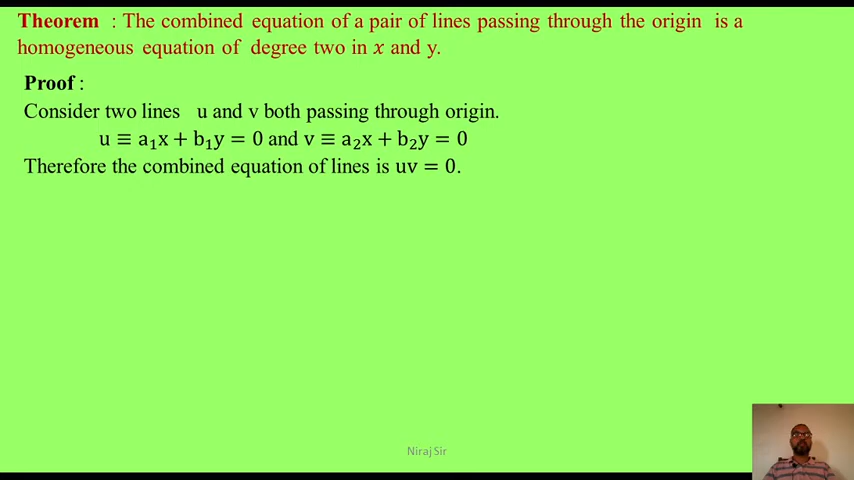 Theorem : The combined equation of a pair of lines passing through the origin is a
homogeneous equation of degree two in 𝑥 and y.
Proof :
Consider two lines u and v both passing through origin.
u ≡ a₁x + b₁y = 0 and v ≡ a₂x + b₂y = 0
Therefore the combined equation of lines is uv = 0.
Niraj Sir